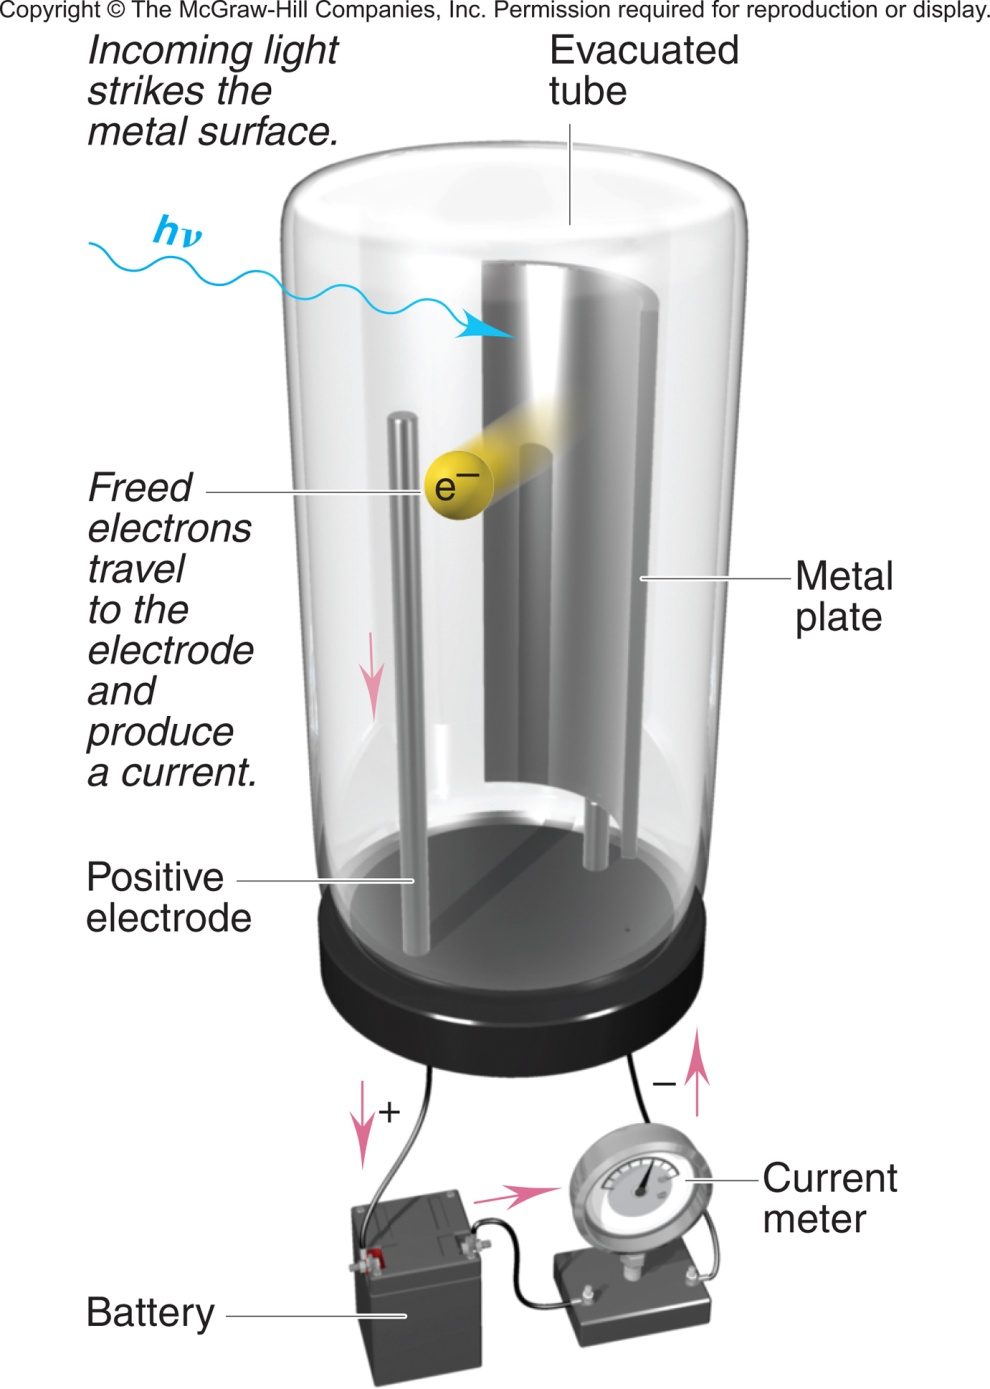 Copyright © The McGraw-Hill Companies, Inc. Permission required for reproduction or display.
Incoming light
strikes the
metal surface.
Evacuated
tube
hν
e–
Freed
electrons
travel
to the
electrode
and
produce
a current.
Metal
plate
Positive
electrode
+
–
Current
meter
Battery